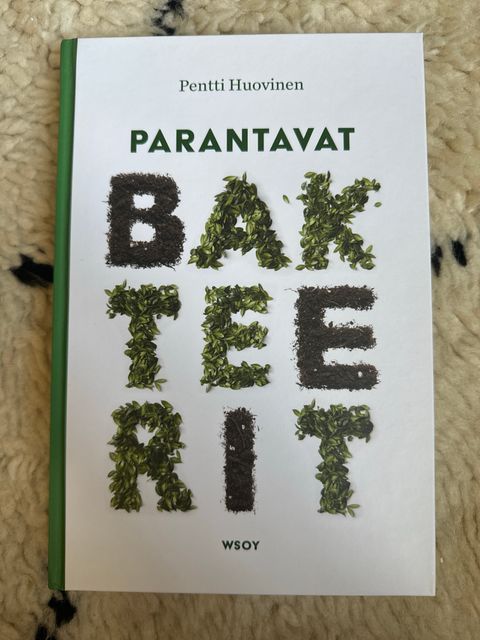 Pentti Huovinen
PARANTAVAT
BAK
TEE
RIT
WSOY